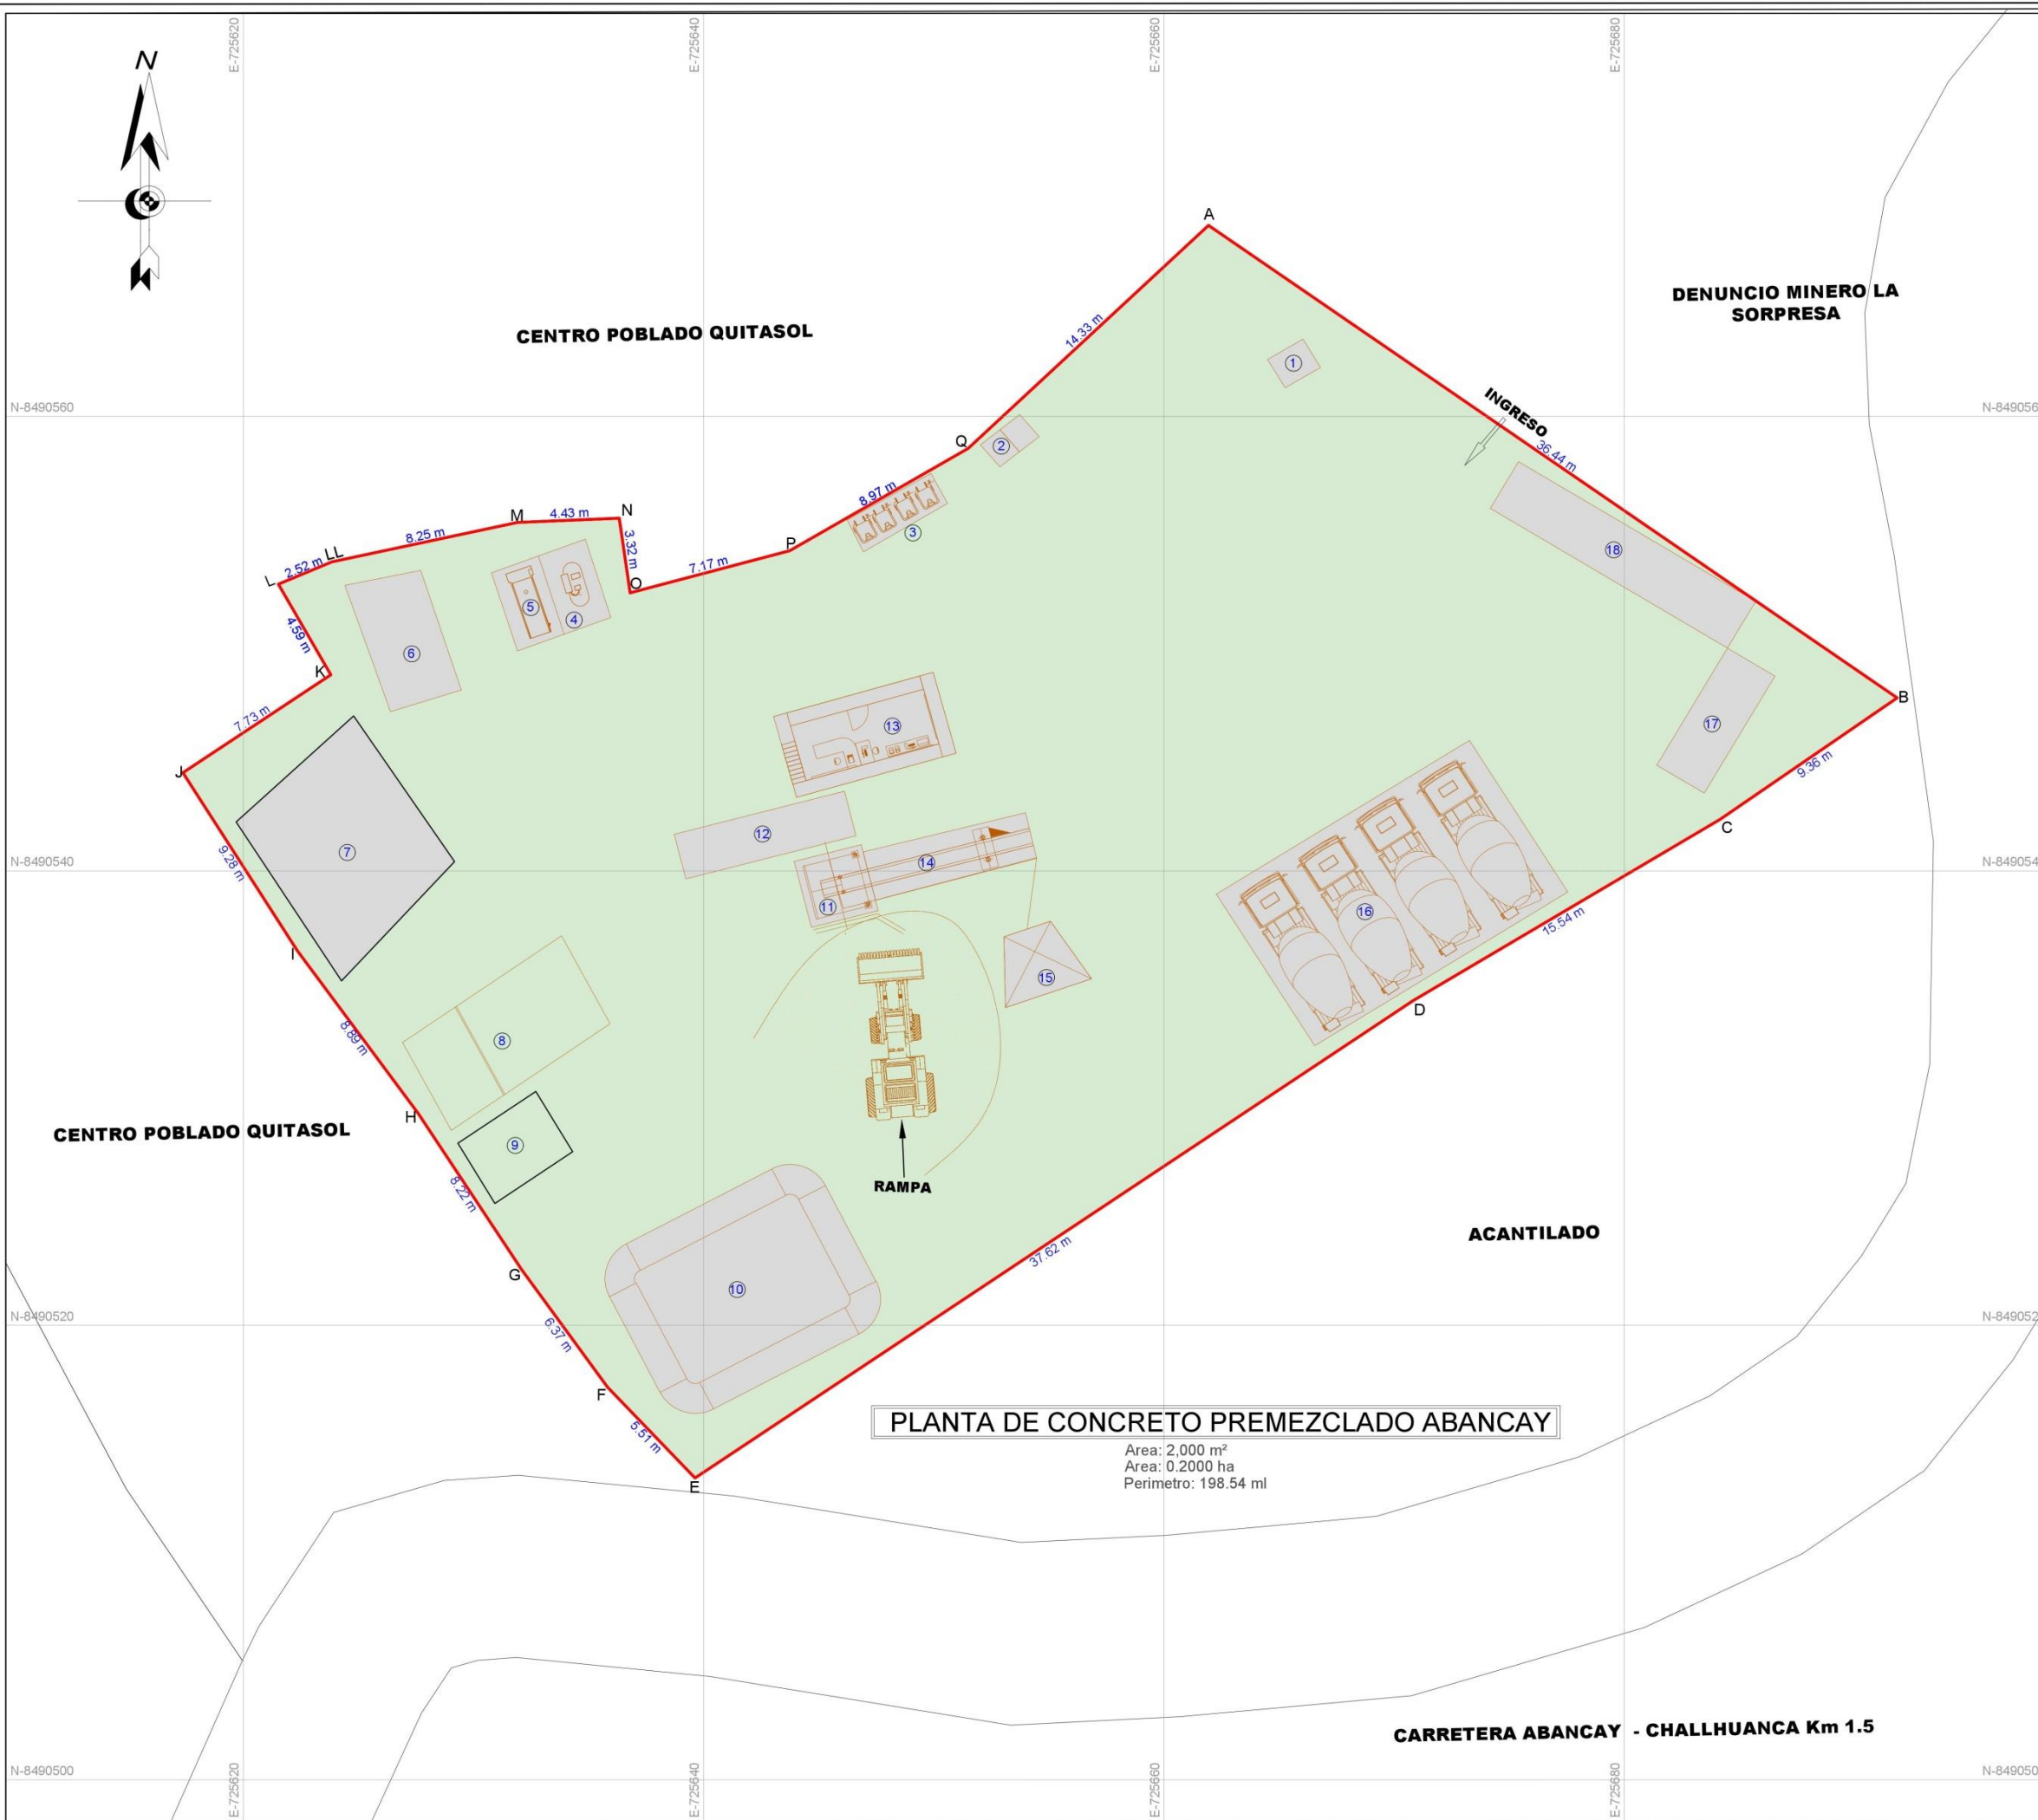 E-725620
E-725640
E-725660
E-725680
N
A
DENUNCIO MINERO LA
SORPRESA
CENTRO POBLADO QUITASOL
14.33 m
1
INGRESO
N-8490560
N-849056
36.44 m
Q
2
8.97 m
3
M
4.43 m
N
8.25 m
3.32 m
P
18
LL
L
2.52 m
7.17 m
O
5
4
4.59 m
6
K
B
7.73 m
13
17
J
9.36 m
12
C
7
14
N-8490540
N-849054
9.28 m
11
16
15.54 m
I
15
D
8.89 m
8
H
CENTRO POBLADO QUITASOL
9
8.22 m
RAMPA
ACANTILADO
37.62 m
G
10
N-8490520
N-849052
6.37 m
F
5.51 m
PLANTA DE CONCRETO PREMEZCLADO ABANCAY
Area: 2,000 m²
Area: 0.2000 ha
Perimetro: 198.54 ml
E
CARRETERA ABANCAY - CHALLHUANCA Km 1.5
N-8490500
N-849050
E-725620
E-725640
E-725660
E-725680